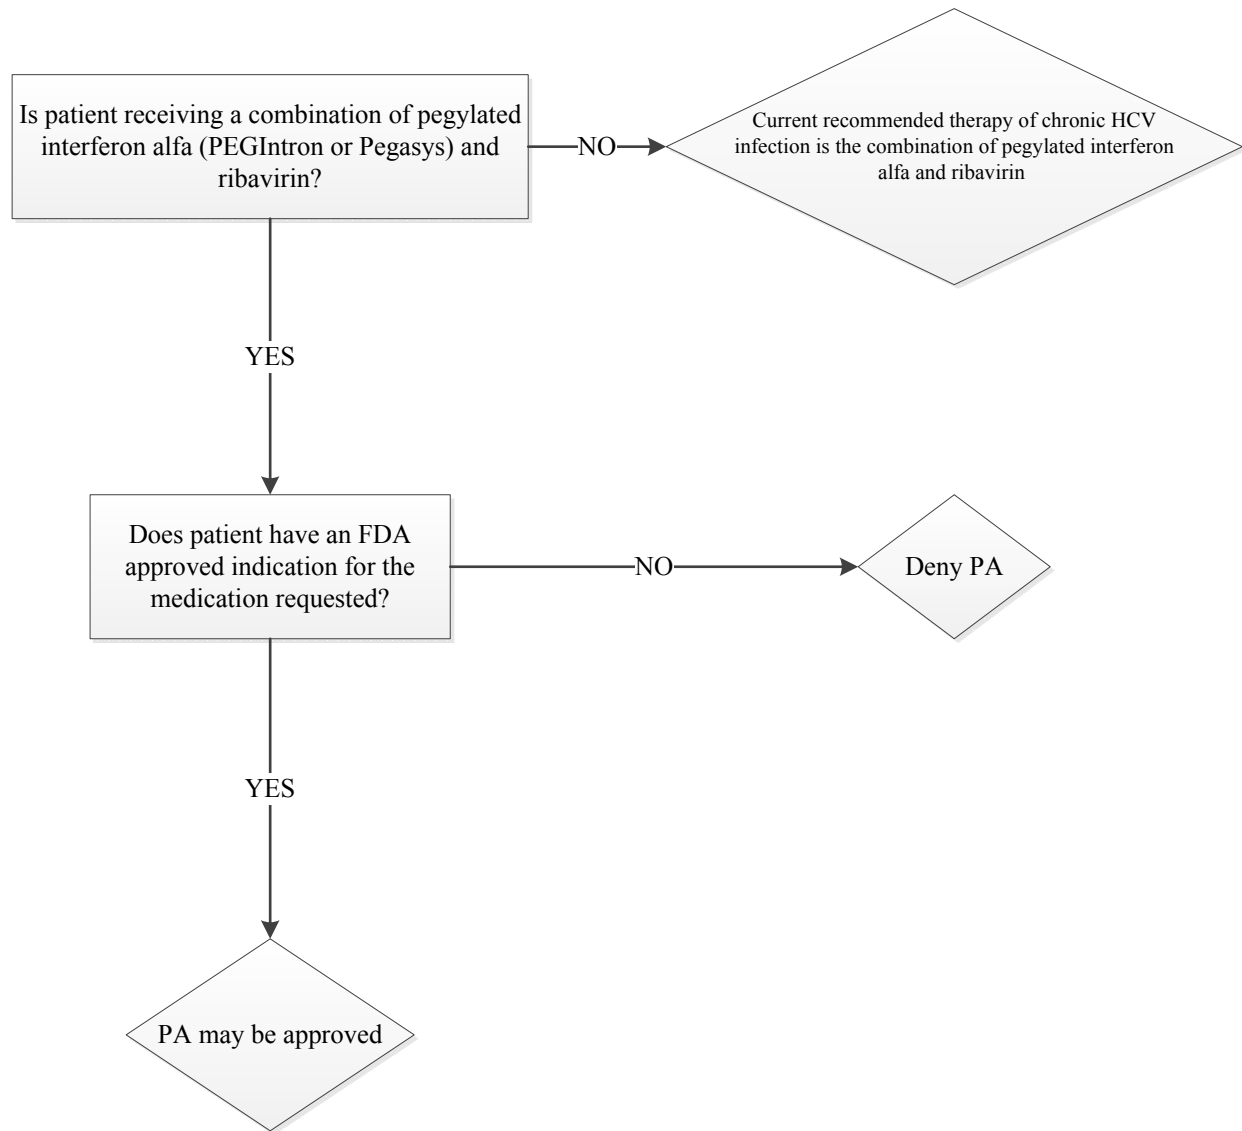 Is patient receiving a combination of pegylated
interferon alfa (PEGIntron or Pegasys) and
ribavirin?
NO
Current recommended therapy of chronic HCV
infection is the combination of pegylated interferon
alfa and ribavirin
YES
Does patient have an FDA
approved indication for the
medication requested?
NO
Deny PA
YES
PA may be approved